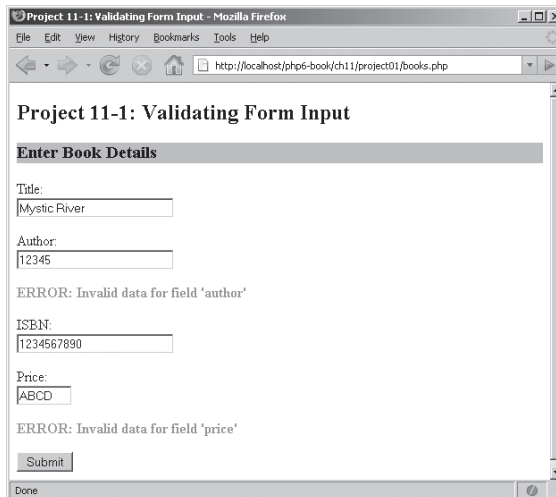 Project 11-1: Validating Form Input - Mozilla Firefox
File Edit View History Bookmarks Tools Help
http://localhost/php6-book/ch11/project01/books.php
Project 11-1: Validating Form Input
Enter Book Details
Title:
Mystic River
Author:
12345
ERROR: Invalid data for field 'author'
ISBN:
1234567890
Price:
ABCD
ERROR: Invalid data for field 'price'
Submit
Done